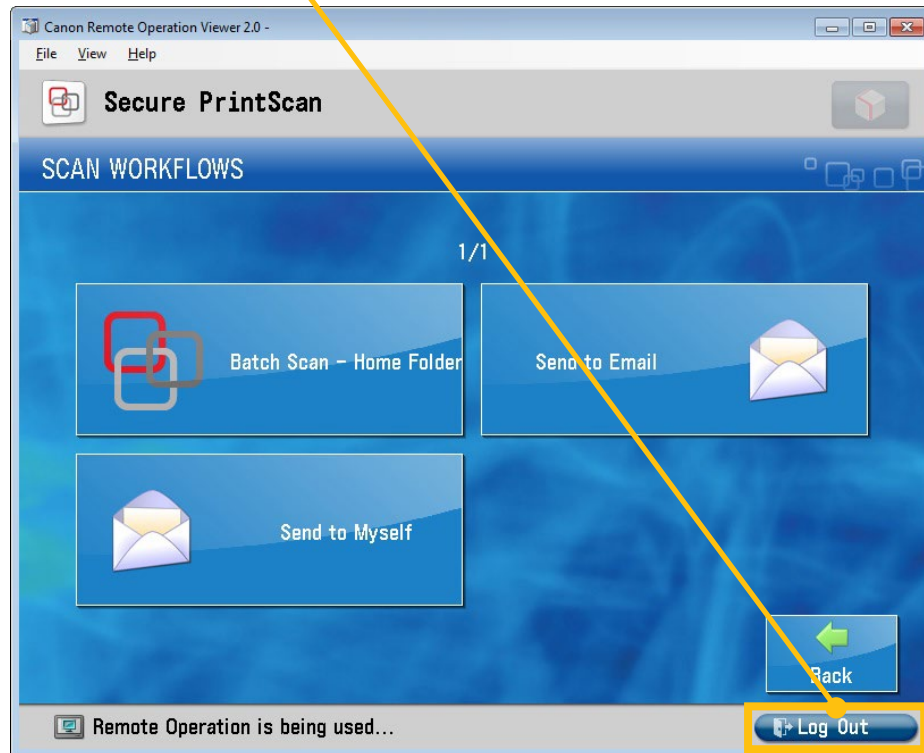 Canon Remote Operation Viewer 2.0 -
File View Help
Secure PrintScan
SCAN WORKFLOWS
1/1
Batch Scan - Home Folder
Send to Email
Send to Myself
Back
Remote Operation is being used...
Log Out